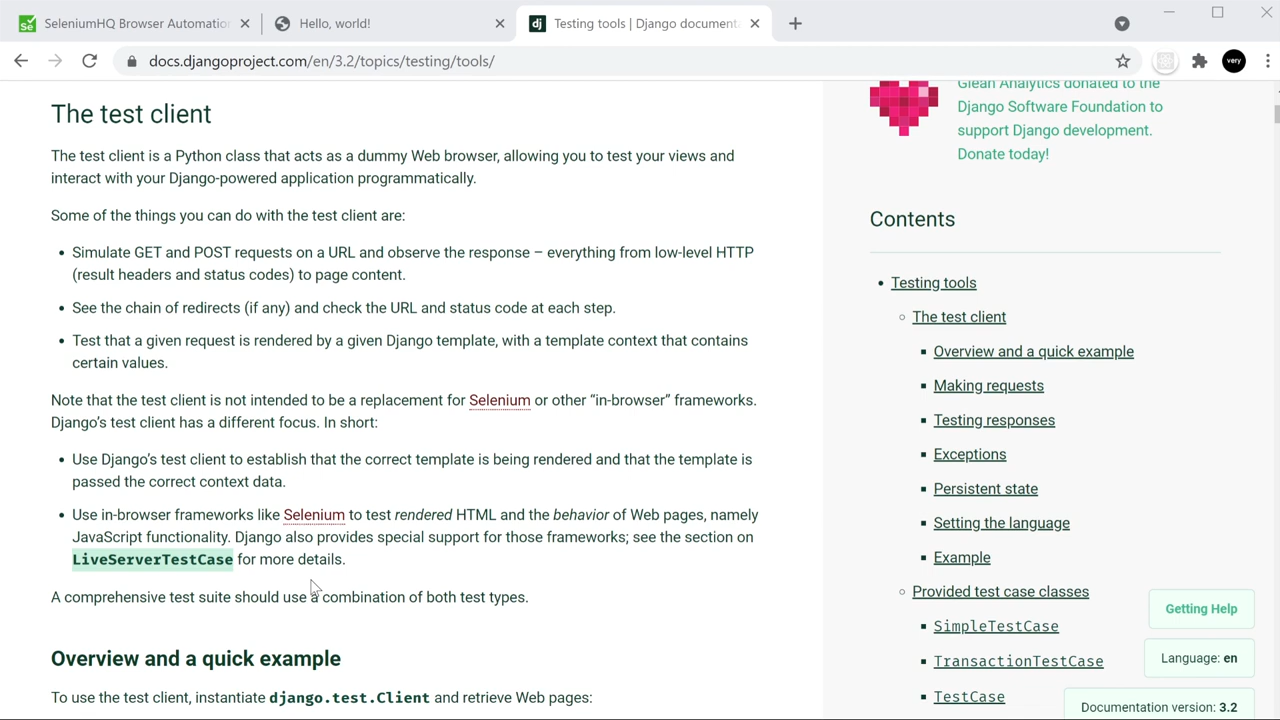 SeleniumHQ Browser Automation
Hello, world!
Testing tools | Django documenta
docs.djangoproject.com/en/3.2/topics/testing/tools/
very
The test client
The test client is a Python class that acts as a dummy Web browser, allowing you to test your views and
interact with your Django-powered application programmatically.
Some of the things you can do with the test client are:
• Simulate GET and POST requests on a URL and observe the response – everything from low-level HTTP
(result headers and status codes) to page content.
• See the chain of redirects (if any) and check the URL and status code at each step.
• Test that a given request is rendered by a given Django template, with a template context that contains
certain values.
Note that the test client is not intended to be a replacement for Selenium or other “in-browser” frameworks.
Django’s test client has a different focus. In short:
• Use Django’s test client to establish that the correct template is being rendered and that the template is
passed the correct context data.
• Use in-browser frameworks like Selenium to test rendered HTML and the behavior of Web pages, namely
JavaScript functionality. Django also provides special support for those frameworks; see the section on
LiveServerTestCase for more details.
A comprehensive test suite should use a combination of both test types.
Overview and a quick example
To use the test client, instantiate django.test.Client and retrieve Web pages:
Glean Analytics donated to the
Django Software Foundation to
support Django development.
Donate today!
Contents
Testing tools
The test client
Overview and a quick example
Making requests
Testing responses
Exceptions
Persistent state
Setting the language
Example
Provided test case classes
SimpleTestCase
TransactionTestCase
TestCase
Getting Help
Language: en
Documentation version: 3.2